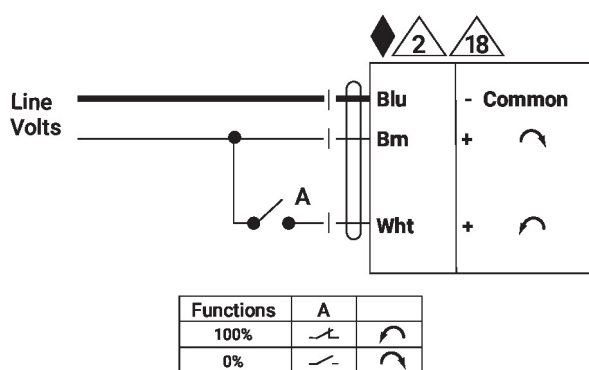 2 18
Line Volts
Blu - Common
Brn +
A
Wht +
Functions A
100%
0%